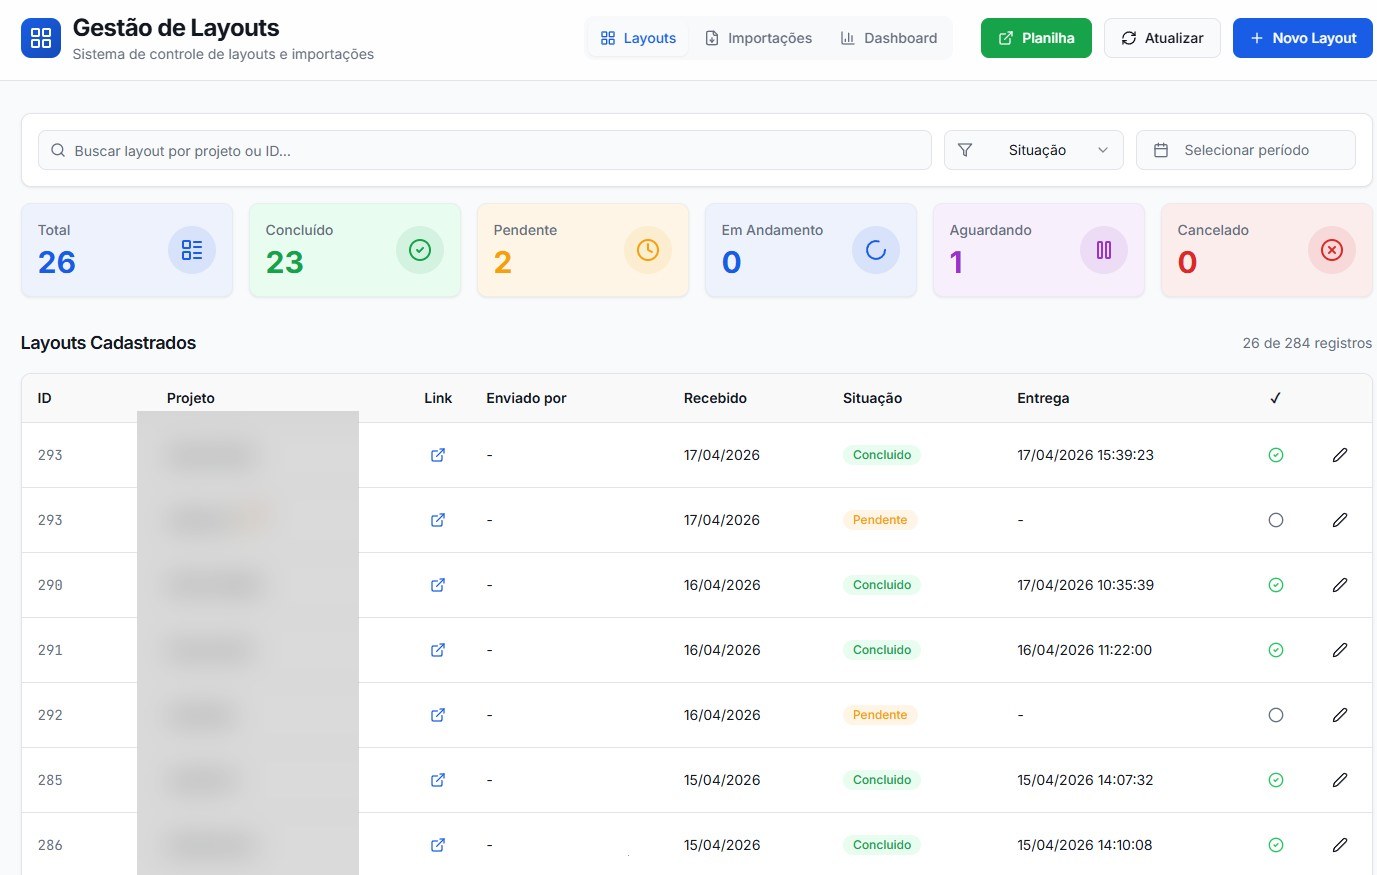 Gestão de Layouts
Sistema de controle de layouts e importações
Layouts Importações Dashboard
Planilha Atualizar Novo Layout
Buscar layout por projeto ou ID...
Situação
Selecionar período
Total
26
Concluído
23
Pendente
2
Em Andamento
0
Aguardando
1
Cancelado
0
Layouts Cadastrados
26 de 284 registros
ID Projeto Link Enviado por Recebido Situação Entrega ✓
293 - 17/04/2026 Concluido 17/04/2026 15:39:23
293 - 17/04/2026 Pendente -
290 - 16/04/2026 Concluido 17/04/2026 10:35:39
291 - 16/04/2026 Concluido 16/04/2026 11:22:00
292 - 16/04/2026 Pendente -
285 - 15/04/2026 Concluido 15/04/2026 14:07:32
286 - 15/04/2026 Concluido 15/04/2026 14:10:08